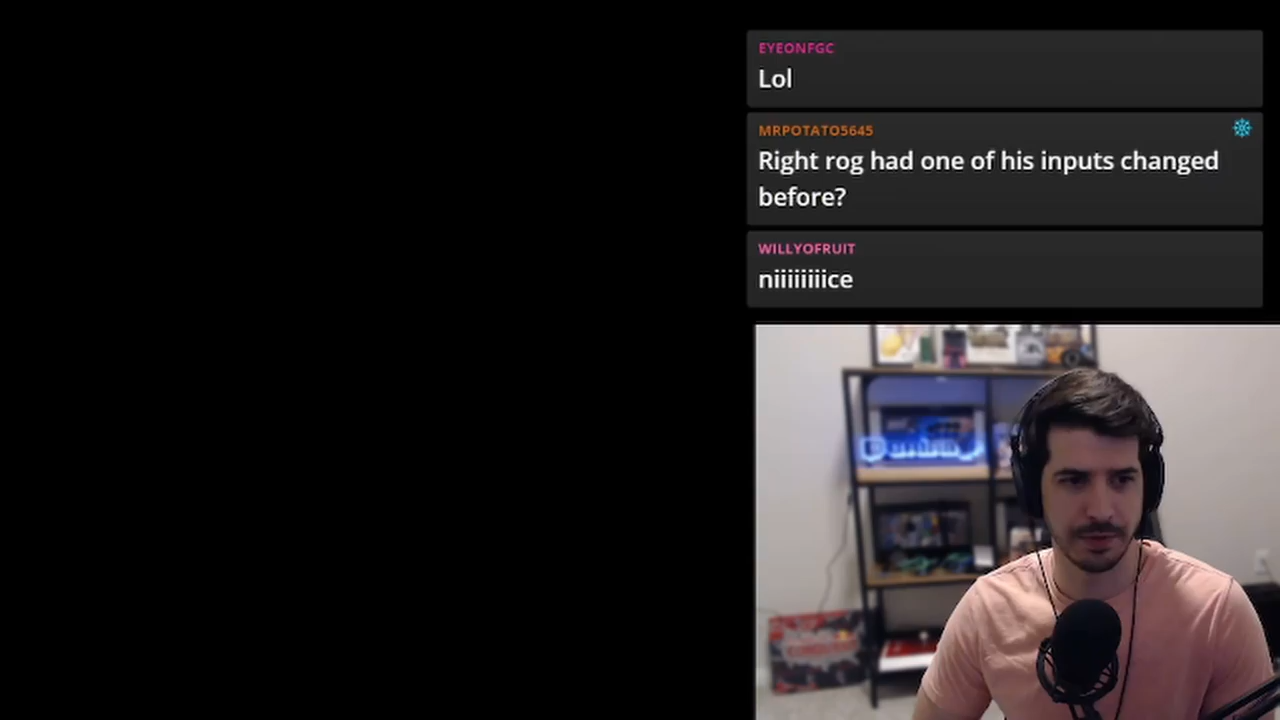 EYEONFGC
Lol
MRPOTATO5645
Right rog had one of his inputs changed
before?
WILLYOFRUIT
niiiiiiiice